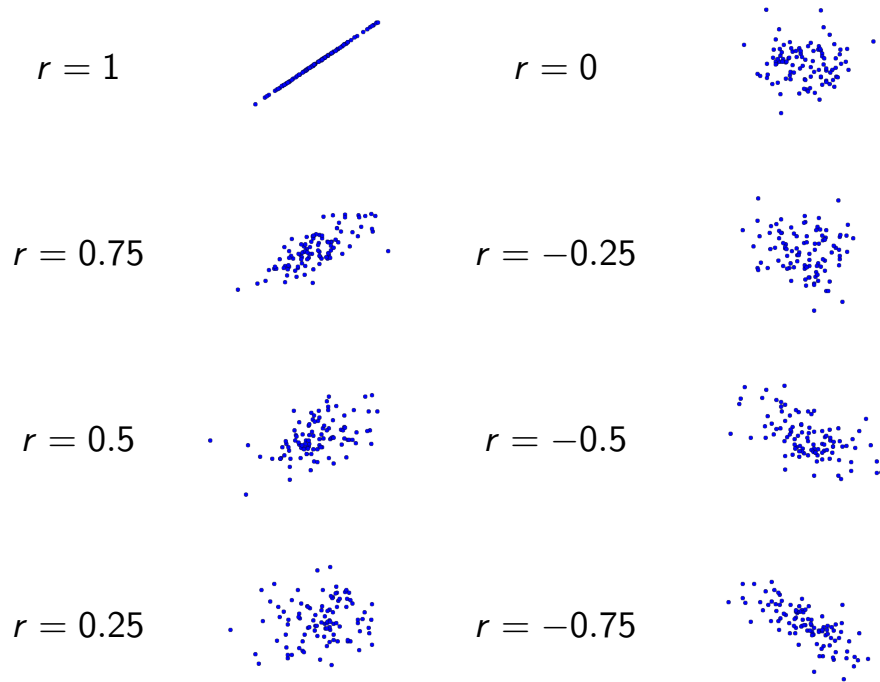 r = 1
r = 0
r = 0.75
r = −0.25
r = 0.5
r = −0.5
r = 0.25
r = −0.75